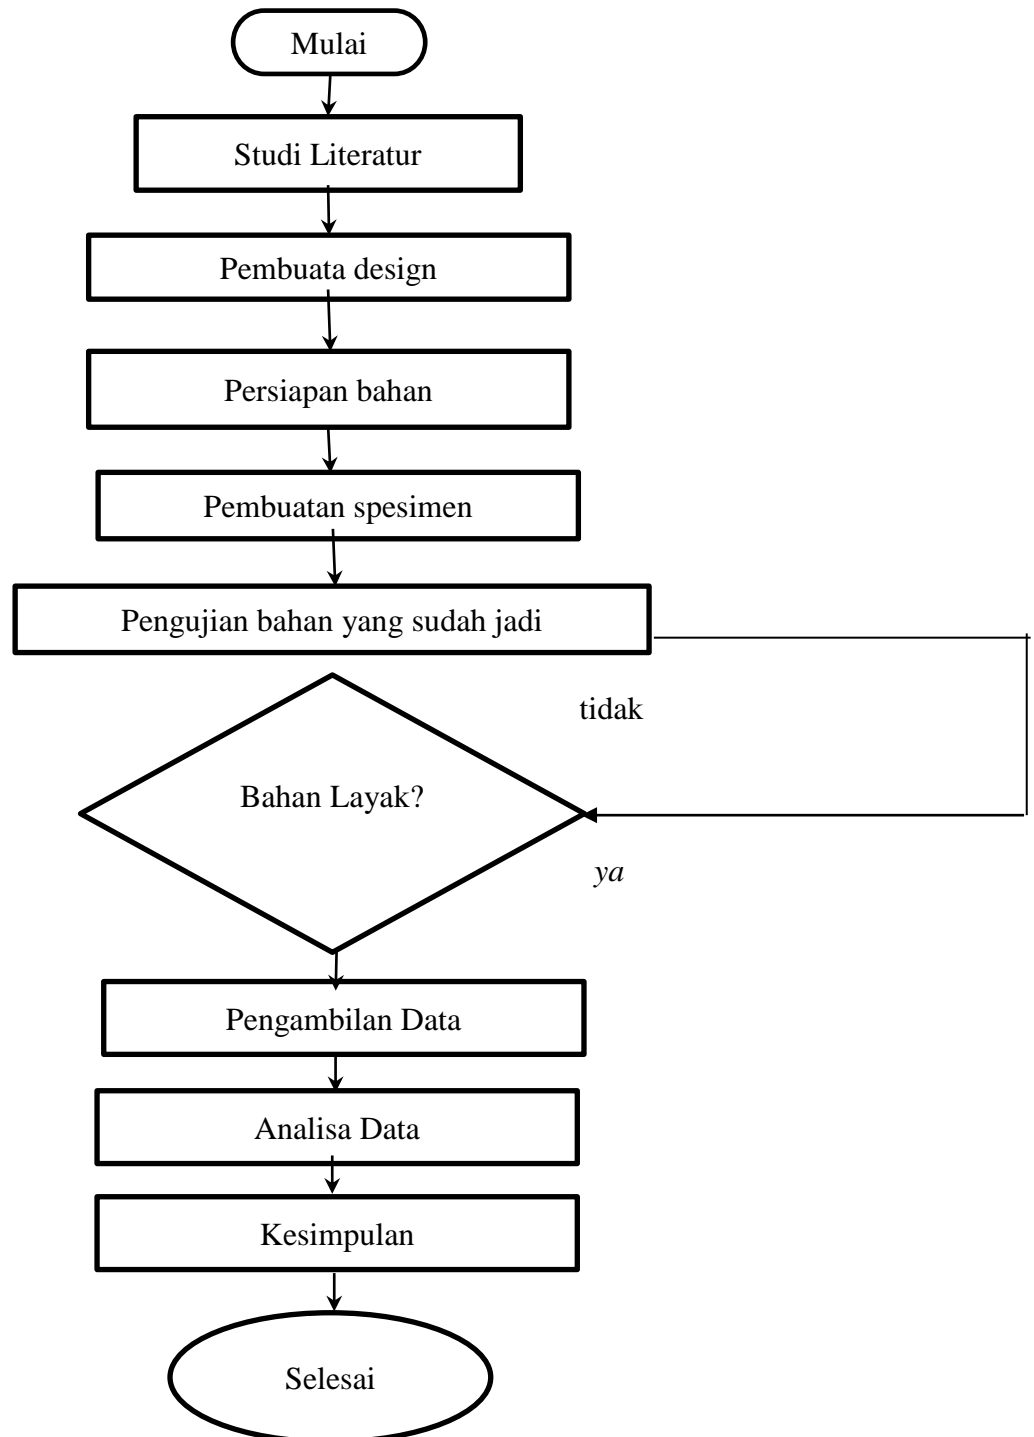 Mulai
Studi Literatur
Pembuata design
Persiapan bahan
Pembuatan spesimen
Pengujian bahan yang sudah jadi
tidak
Bahan Layak?
ya
Pengambilan Data
Analisa Data
Kesimpulan
Selesai